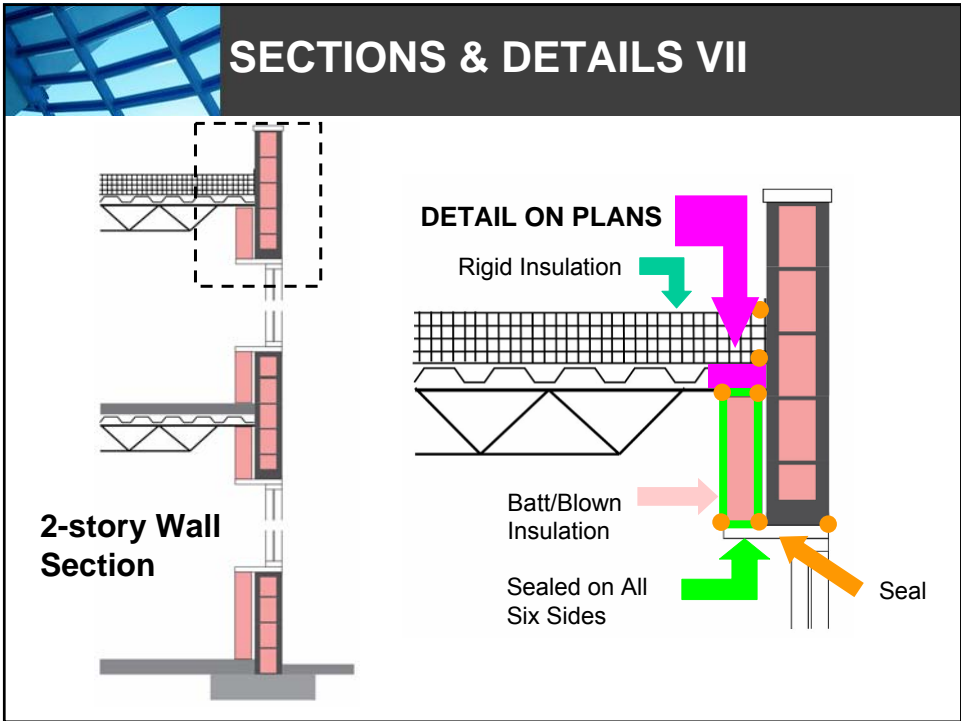 SECTIONS & DETAILS VII
DETAIL ON PLANS
Rigid Insulation
Batt/Blown
Insulation
2-story Wall
Section
Sealed on All
Six Sides
Seal